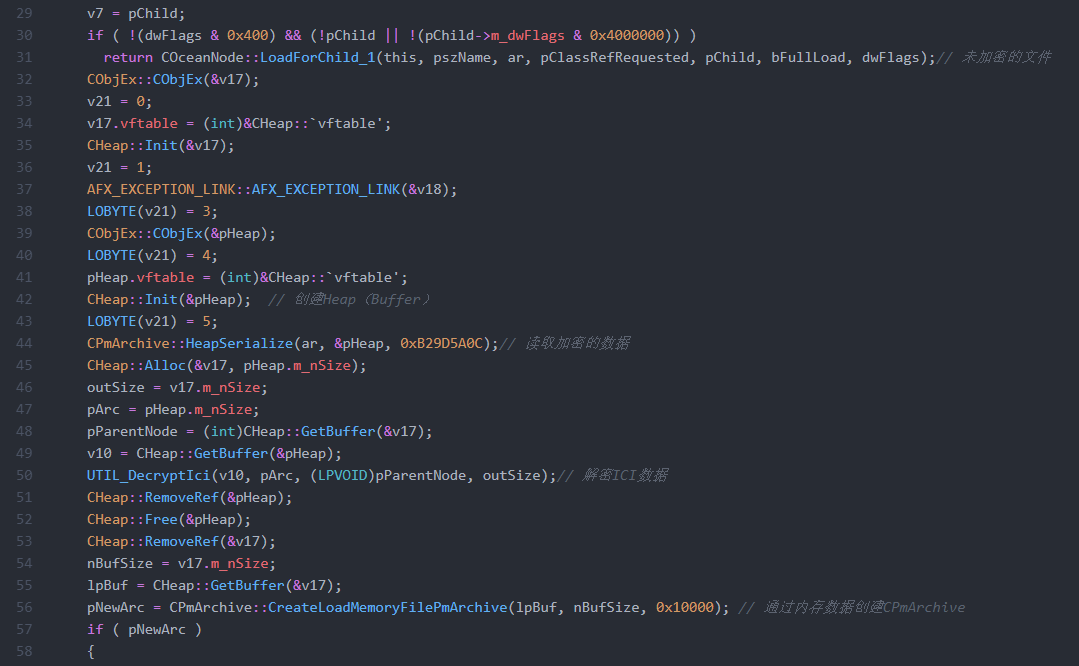 29 v7 = pChild;
30 if ( !(dwFlags & 0x400) && (!pChild || !(pChild->m_dwFlags & 0x4000000)) )
31 return COceanNode::LoadForChild_1(this, pszName, ar, pClassRefRequested, pChild, bFullLoad, dwFlags);// 未加密的文件
32 CObjEx::CObjEx(&v17);
33 v21 = 0;
34 v17.vftable = (int)&CHeap::`vftable';
35 CHeap::Init(&v17);
36 v21 = 1;
37 AFX_EXCEPTION_LINK::AFX_EXCEPTION_LINK(&v18);
38 LOBYTE(v21) = 3;
39 CObjEx::CObjEx(&pHeap);
40 LOBYTE(v21) = 4;
41 pHeap.vftable = (int)&CHeap::`vftable';
42 CHeap::Init(&pHeap);  // 创建Heap（Buffer）
43 LOBYTE(v21) = 5;
44 CPmArchive::HeapSerialize(ar, &pHeap, 0xB29D5A0C);// 读取加密的数据
45 CHeap::Alloc(&v17, pHeap.m_nSize);
46 outSize = v17.m_nSize;
47 pArc = pHeap.m_nSize;
48 pParentNode = (int)CHeap::GetBuffer(&v17);
49 v10 = CHeap::GetBuffer(&pHeap);
50 UTIL_DecryptIci(v10, pArc, (LPVOID)pParentNode, outSize);// 解密ICI数据
51 CHeap::RemoveRef(&pHeap);
52 CHeap::Free(&pHeap);
53 CHeap::RemoveRef(&v17);
54 nBufSize = v17.m_nSize;
55 lpBuf = CHeap::GetBuffer(&v17);
56 pNewArc = CPmArchive::CreateLoadMemoryFilePmArchive(lpBuf, nBufSize, 0x10000); // 通过内存数据创建CPmArchive
57 if ( pNewArc )
58 {